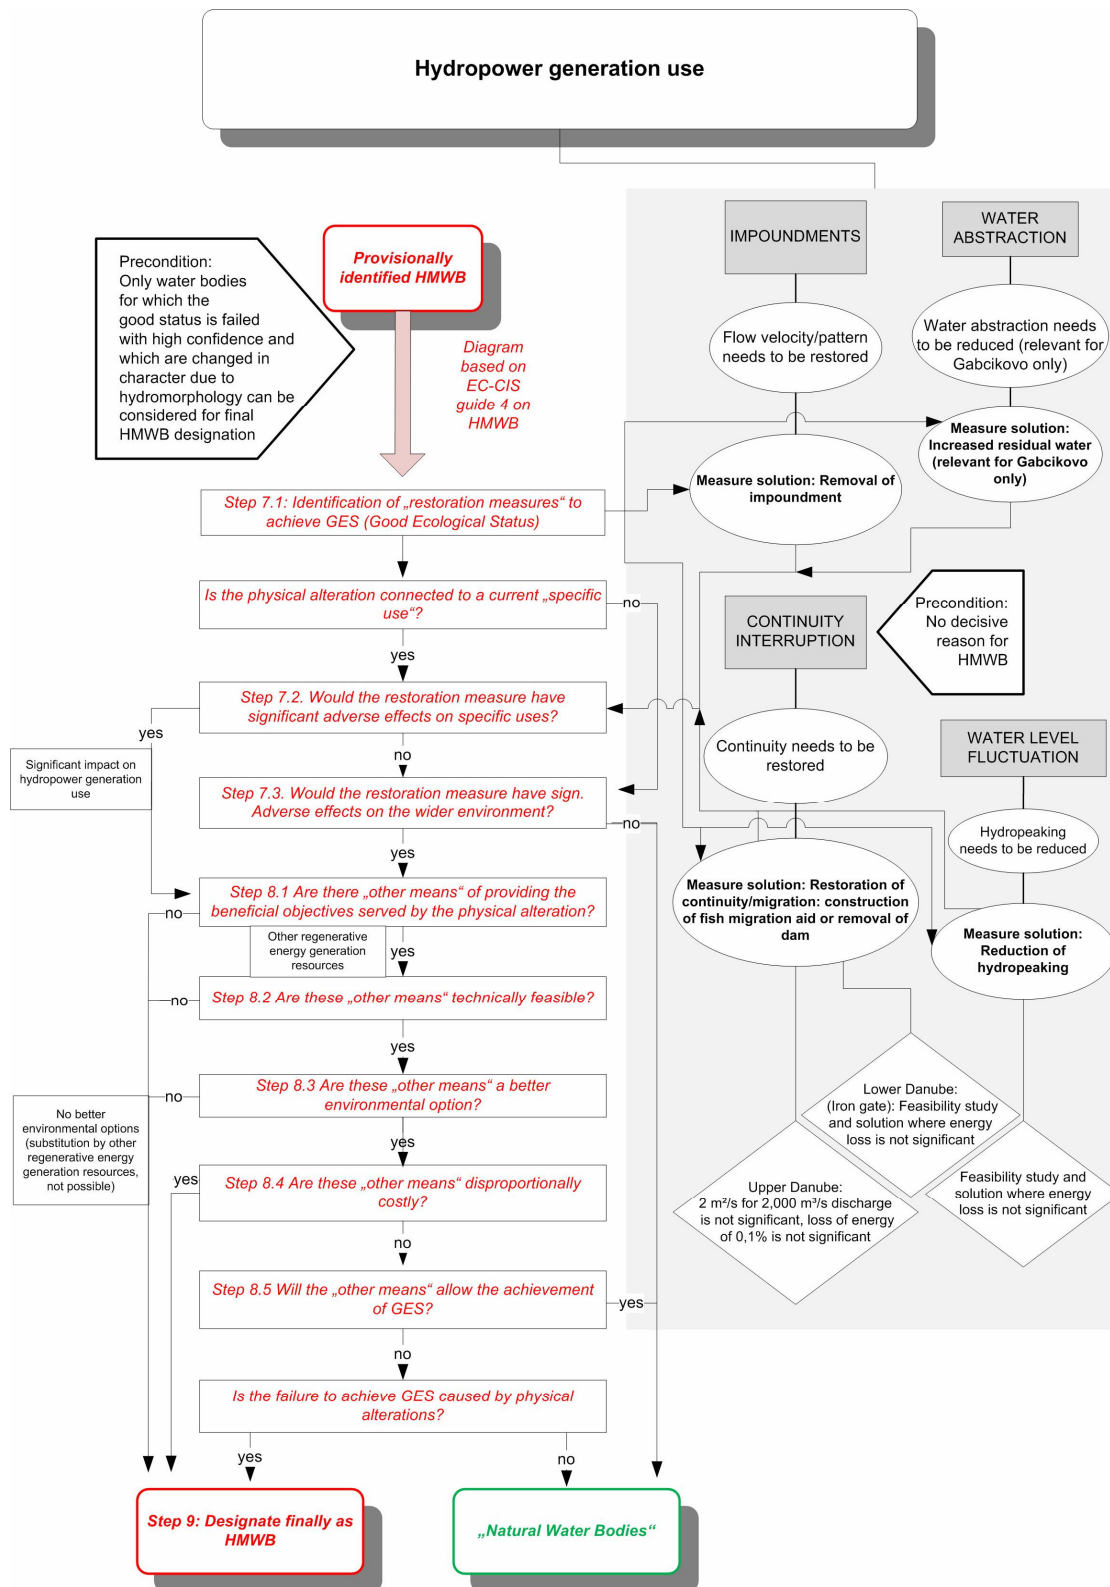 Hydropower generation use
Precondition:
Only water bodies
for which the
good status is failed
with high confidence and
which are changed in
character due to
hydromorphology can be
considered for final
HMWB designation
Provisionally
identified HMWB
Diagram
based on
EC-CIS
guide 4 on
HMWB
Step 7.1: Identification of „restoration measures“ to
achieve GES (Good Ecological Status)
Is the physical alteration connected to a current „specific
use“?
no
yes
Step 7.2. Would the restoration measure have
significant adverse effects on specific uses?
yes
no
Significant impact on
hydropower generation
use
Step 7.3. Would the restoration measure have sign.
Adverse effects on the wider environment?
no
yes
Step 8.1 Are there „other means“ of providing the
beneficial objectives served by the physical alteration?
no
Other regenerative
energy generation
resources
yes
Step 8.2 Are these „other means“ technically feasible?
no
yes
Step 8.3 Are these „other means“ a better
environmental option?
no
No better
environmental options
(substitution by other
regenerative energy
generation resources,
not possible)
yes
Step 8.4 Are these „other means“ disproportionally
costly?
yes
no
Step 8.5 Will the „other means“ allow the achievement
of GES?
yes
no
Is the failure to achieve GES caused by physical
alterations?
yes
no
Step 9: Designate finally as
HMWB
„Natural Water Bodies“
IMPOUNDMENTS
Flow velocity/pattern
needs to be restored
Measure solution: Removal of
impoundment
WATER
ABSTRACTION
Water abstraction needs
to be reduced (relevant for
Gabcikovo only)
Measure solution:
Increased residual water
(relevant for Gabcikovo
only)
CONTINUITY
INTERRUPTION
Precondition:
No decisive
reason for
HMWB
Continuity needs to be
restored
Measure solution: Restoration of
continuity/migration: construction
of fish migration aid or removal of
dam
WATER LEVEL
FLUCTUATION
Hydropeaking
needs to be reduced
Measure solution:
Reduction of
hydropeaking
Lower Danube:
(Iron gate): Feasibility study
and solution where energy
loss is not significant
Upper Danube:
2 m²/s for 2,000 m³/s discharge
is not significant, loss of energy
of 0,1% is not significant
Feasibility study and
solution where energy
loss is not significant